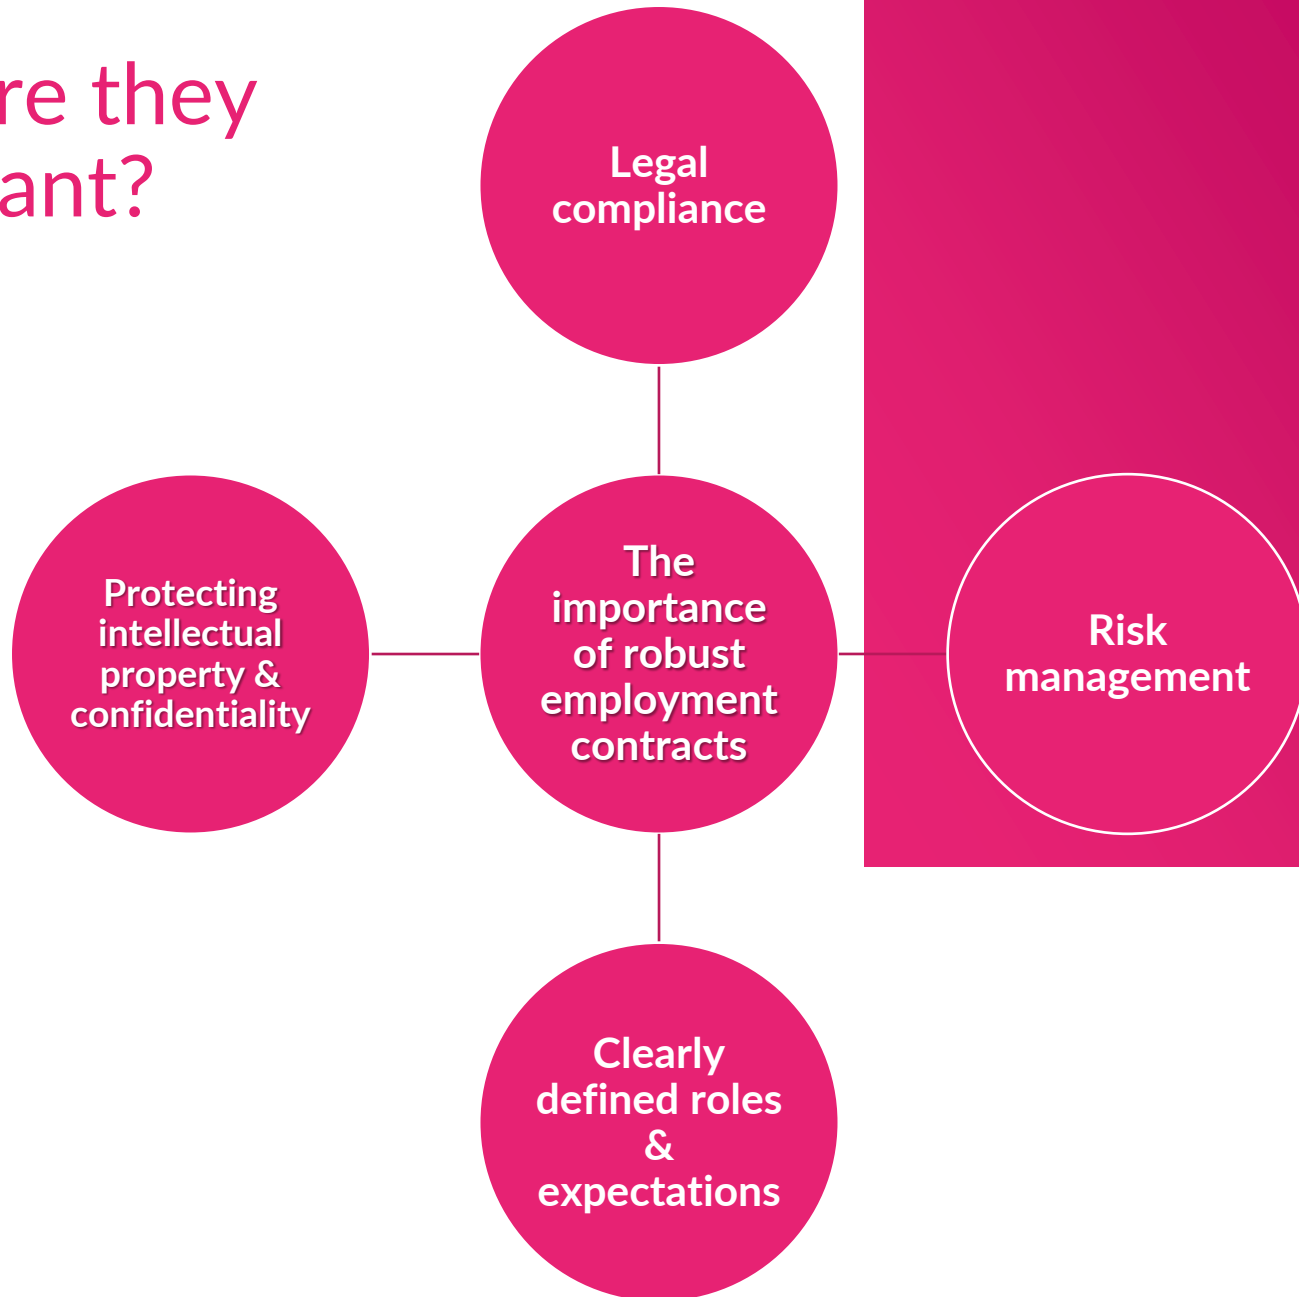 re they
ant?
Legal
compliance
Protecting
intellectual
property &
confidentiality
The
importance
of robust
employment
contracts
Risk
management
Clearly
defined roles
&
expectations